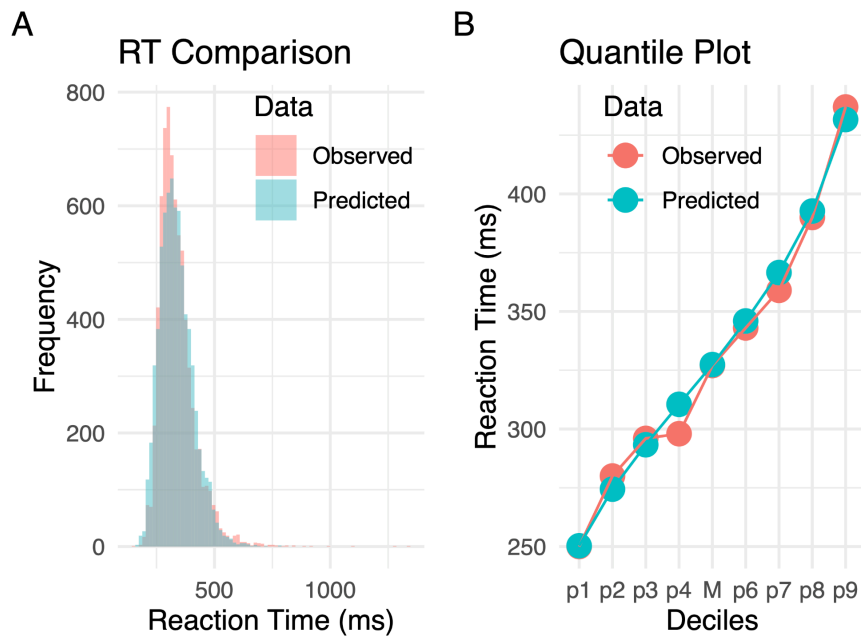 A
RT Comparison
Data
Observed
Predicted
800
600
400
200
0
500 1000
Frequency
Reaction Time (ms)
B
Quantile Plot
Data
Observed
Predicted
400
350
300
250
p1 p2 p3 p4 M p6 p7 p8 p9
Reaction Time (ms)
Deciles